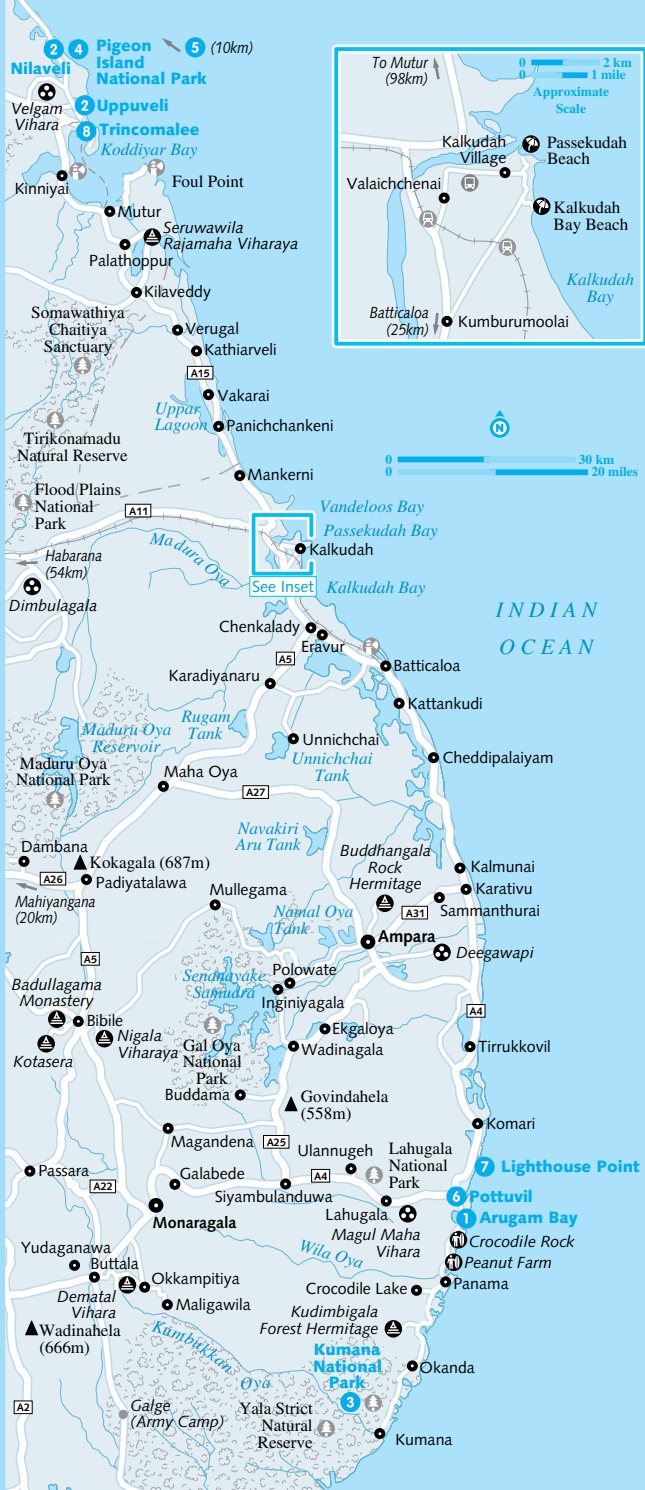 2 4 Pigeon
Island
National Park
5 (10km)
Nilaveli
Velgam
Vihara
2 Uppuveli
8 Trincomalee
Koddiyar Bay
Kinniyai
Foul Point
Mutur
Seruwawila
Rajamaha Viharaya
Palathoppur
Kilaveddy
Somawathiya
Chaitiya
Sanctuary
Verugal
Kathiarveli
A15
Vakarai
Uppar
Lagoon
Panichchankeni
Tirikonamadu
Natural Reserve
Mankerni
Flood Plains
National
Park
A11
Vandeloos Bay
Passekudah Bay
Habarana
(54km)
Madura Oya
Kalkudah
See Inset
Kalkudah Bay
Dimbulagala
To Mutur
(98km)
0 2 km
0 1 mile
Approximate
Scale
Kalkudah
Village
Passekudah
Beach
Valaichchenai
Kalkudah
Bay Beach
Kalkudah
Bay
Batticaloa
(25km)
Kumburumoolai
N
0 30 km
0 20 miles
INDIAN
OCEAN
Chenkalady
Eravur
A5
Batticaloa
Karadiyanaru
Kattankudi
Rugam
Tank
Maduru Oya
Reservoir
Unnichchai
Unnichchai
Tank
Cheddipalaiyam
Maduru Oya
National Park
Maha Oya
A27
Navakiri
Aru Tank
Buddhangala
Rock
Hermitage
Dambana
Kokagala (687m)
Kalmunai
A26
Padiyatalawa
Karativu
Mahiyangana
(20km)
Mullegama
A31
Sammanthurai
Namal Oya
Tank
Ampara
Deegawapi
A5
Polowate
Senanayake
Samudra
Inginiyagala
Badullagama
Monastery
A4
Bibile
Ekgaloya
Nigala
Viharaya
Kotasera
Gal Oya
National
Park
Wadinagala
Tirrukkovil
Buddama
Govindahela
(558m)
Komari
Magandena
A25
Ulannugeh
Lahugala
National
Park
7 Lighthouse Point
Passara
A22
Galabede
A4
Siyambulanduwa
6 Pottuvil
Monaragala
Lahugala
Magul Maha
Vihara
1 Arugam Bay
Crocodile Rock
Yudaganawa
Wila Oya
Peanut Farm
Buttala
Okkampitiya
Crocodile Lake
Panama
Dematal
Vihara
Maligawila
Kudimbigala
Forest Hermitage
Wadinahela
(666m)
Kumbukkan
Oya
Kumana
National
Park
3
Okanda
A2
Galge
(Army Camp)
Yala Strict
Natural
Reserve
Kumana